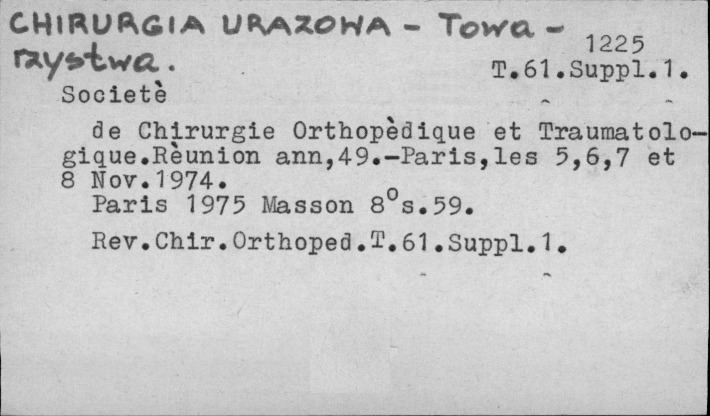 CHIRURGIA URAZOWA - Towa-
rzystwa.
1225
T.61.Suppl.1.
Societè
de Chirurgie Orthopèdique et Traumatolo-
gique.Rèunion ann,49.-Paris,les 5,6,7 et
8 Nov.1974.
Paris 1975 Masson 8°s.59.
Rev.Chir.Orthoped.T.61.Suppl.1.